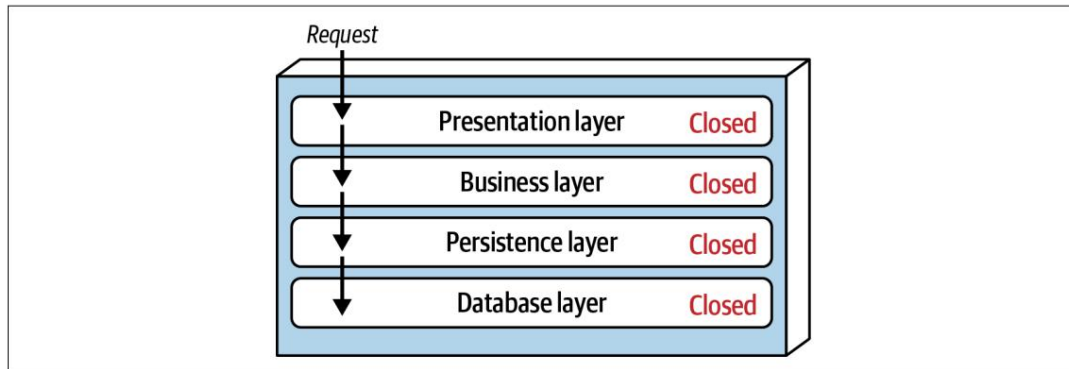 Request
Presentation layer Closed
Business layer Closed
Persistence layer Closed
Database layer Closed